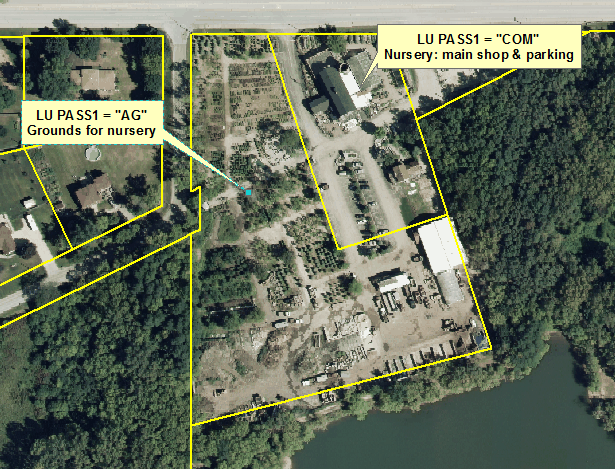 LU PASS1 = "COM"
Nursery: main shop & parking
LU PASS1 = "AG"
Grounds for nursery